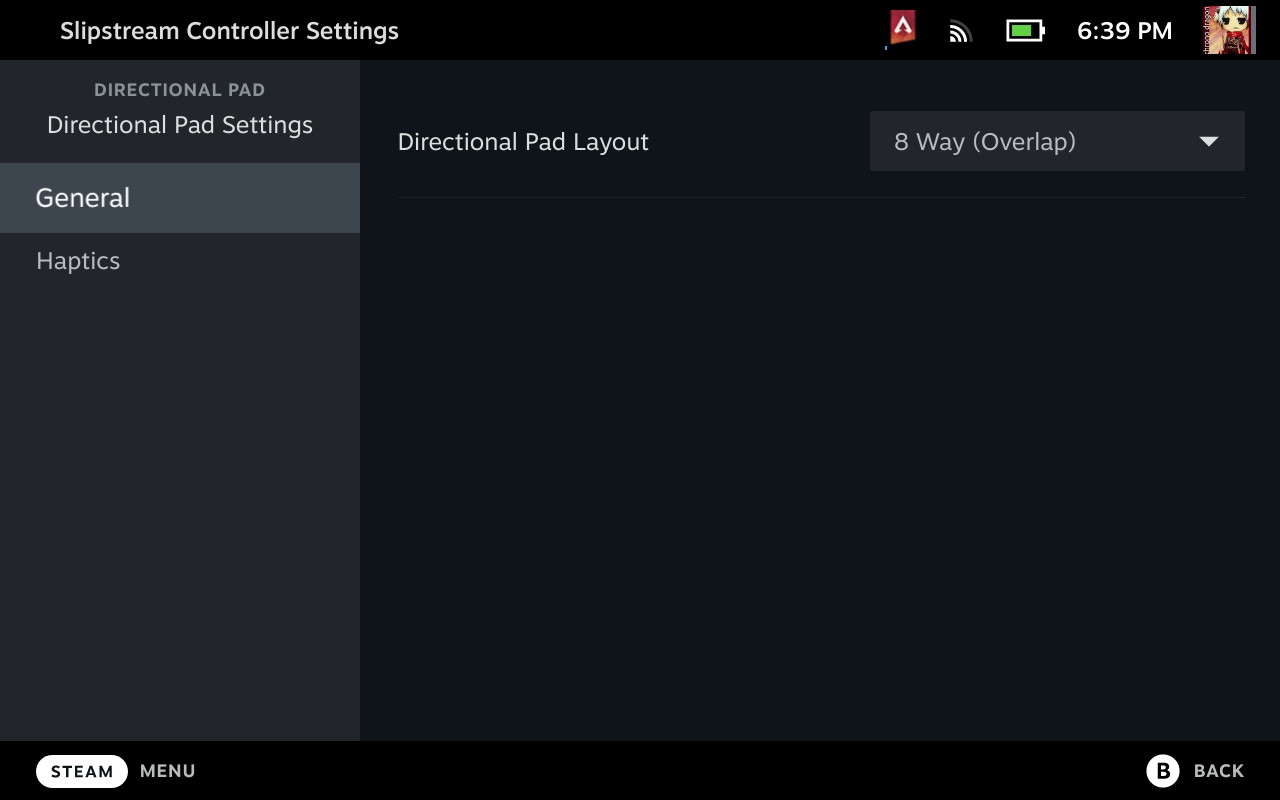 Slipstream Controller Settings
6:39 PM
DIRECTIONAL PAD
Directional Pad Settings
General
Haptics
Directional Pad Layout
8 Way (Overlap)
STEAM MENU
B BACK